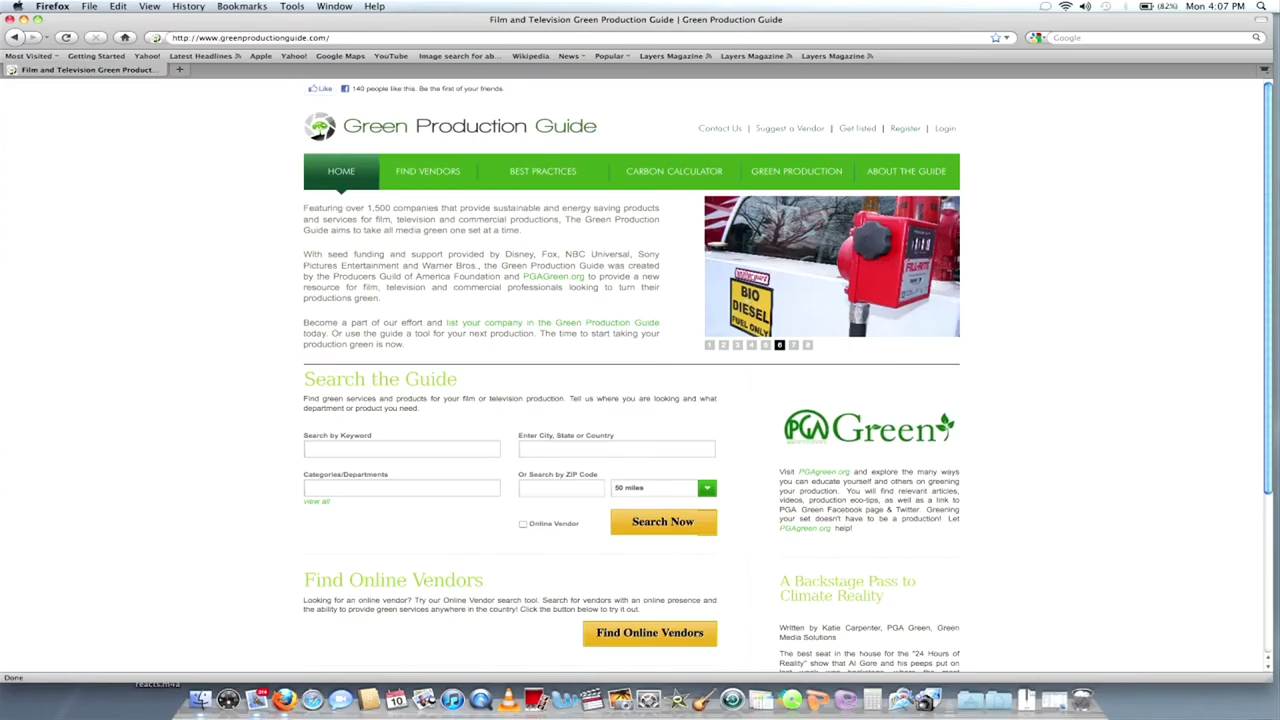 Firefox File Edit View History Bookmarks Tools Window Help (82%) Mon 4:07 PM
Film and Television Green Production Guide | Green Production Guide
http://www.greenproductionguide.com/ Google
Most Visited Getting Started Yahoo! Latest Headlines Apple Yahoo! Google Maps YouTube Image search for ab... Wikipedia News Popular Layers Magazine Layers Magazine Layers Magazine
Film and Television Green Product...
Like 140 people like this. Be the first of your friends.
Green Production Guide
Contact Us | Suggest a Vendor | Get listed | Register | Login
HOME FIND VENDORS BEST PRACTICES CARBON CALCULATOR GREEN PRODUCTION ABOUT THE GUIDE
Featuring over 1,500 companies that provide sustainable and energy saving products
and services for film, television and commercial productions, The Green Production
Guide aims to take all media green one set at a time.
With seed funding and support provided by Disney, Fox, NBC Universal, Sony
Pictures Entertainment and Warner Bros., the Green Production Guide was created
by the Producers Guild of America Foundation and PGAGreen.org to provide a new
resource for film, television and commercial professionals looking to turn their
productions green.
Become a part of our effort and list your company in the Green Production Guide
today. Or use the guide a tool for your next production. The time to start taking your
production green is now.
BIO
DIESEL
FUEL ONLY
FILL-RITE
1 2 3 4 5 6 7 8
Search the Guide
Find green services and products for your film or television production. Tell us where you are looking and what
department or product you need.
Search by Keyword Enter City, State or Country
Categories/Departments Or Search by ZIP Code
50 miles
view all
Online Vendor Search Now
Find Online Vendors
Looking for an online vendor? Try our Online Vendor search tool. Search for vendors with an online presence and
the ability to provide green services anywhere in the country! Click the button below to try it out.
Find Online Vendors
PGA Green
Visit PGAgreen.org and explore the many ways
you can educate yourself and others on greening
your production. You will find relevant articles,
videos, production eco-tips, as well as a link to
PGA Green Facebook page & Twitter. Greening
your set doesn't have to be a production! Let
PGAgreen.org help!
A Backstage Pass to
Climate Reality
Written by Katie Carpenter, PGA Green, Green
Media Solutions
The best seat in the house for the "24 Hours of
Reality" show that Al Gore and his peeps put on
Done
reacts.m4a
10